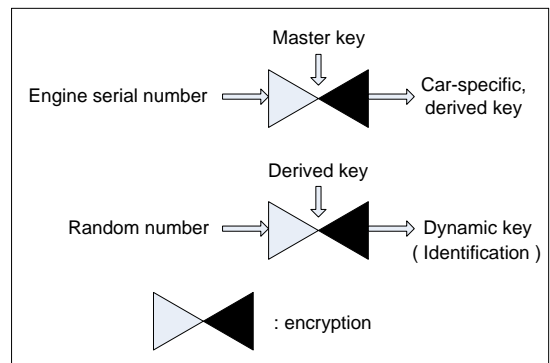 Master key
Engine serial number
Car-specific,
derived key
Derived key
Random number
Dynamic key
( Identification )
: encryption